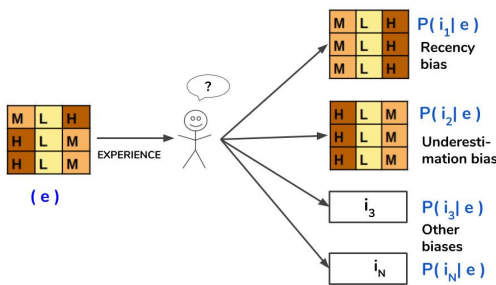 M L H
H L M
H L M
( e )
EXPERIENCE
?
M L H
M L H
M L H
P( i1| e )
Recency
bias
H L M
H L M
H L M
P( i2| e )
Underesti-
mation bias
i3
P( i3| e )
Other
biases
iN
P( iN| e )